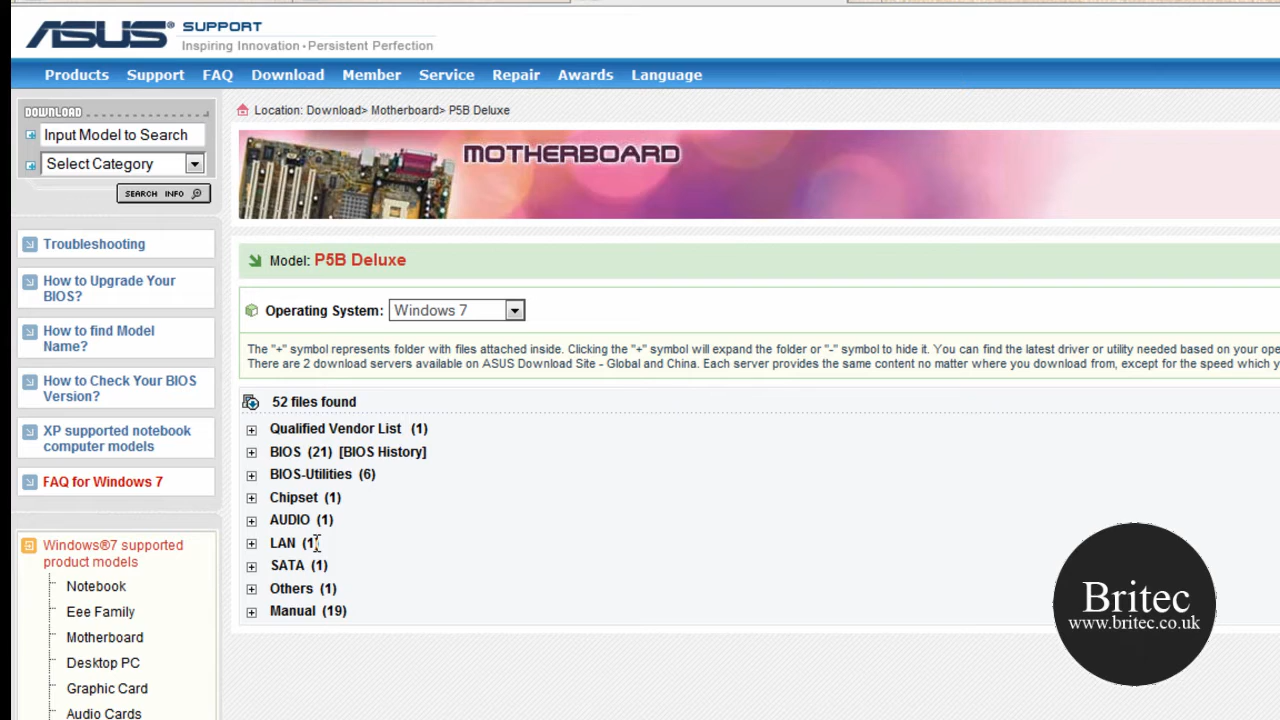 ASUS® SUPPORT
Inspiring Innovation · Persistent Perfection
Products Support FAQ Download Member Service Repair Awards Language
DOWNLOAD
Input Model to Search
Select Category
SEARCH INFO
Troubleshooting
How to Upgrade Your
BIOS?
How to find Model
Name?
How to Check Your BIOS
Version?
XP supported notebook
computer models
FAQ for Windows 7
Windows®7 supported
product models
Notebook
Eee Family
Motherboard
Desktop PC
Graphic Card
Audio Cards
Location: Download> Motherboard> P5B Deluxe
MOTHERBOARD
Model: P5B Deluxe
Operating System: Windows 7
The "+" symbol represents folder with files attached inside. Clicking the "+" symbol will expand the folder or "-" symbol to hide it. You can find the latest driver or utility needed based on your ope
There are 2 download servers available on ASUS Download Site - Global and China. Each server provides the same content no matter where you download from, except for the speed which y
52 files found
Qualified Vendor List (1)
BIOS (21) [BIOS History]
BIOS-Utilities (6)
Chipset (1)
AUDIO (1)
LAN (1)
SATA (1)
Others (1)
Manual (19)
Britec
www.britec.co.uk